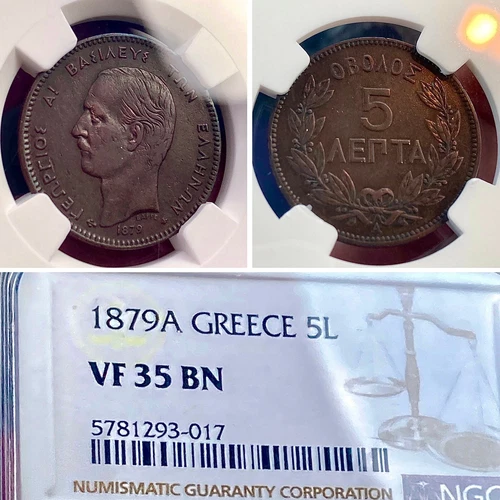 ΓΕΩΡΓΙΟΣ Α! ΒΑΣΙΛΕΥΣ ΤΩΝ ΕΛΛΗΝΩΝ
1879
ΟΒΟΛΟΣ
5
ΛΕΠΤΑ
A
1879A GREECE 5L
VF 35 BN
5781293-017
NUMISMATIC GUARANTY CORPORATION
NGC